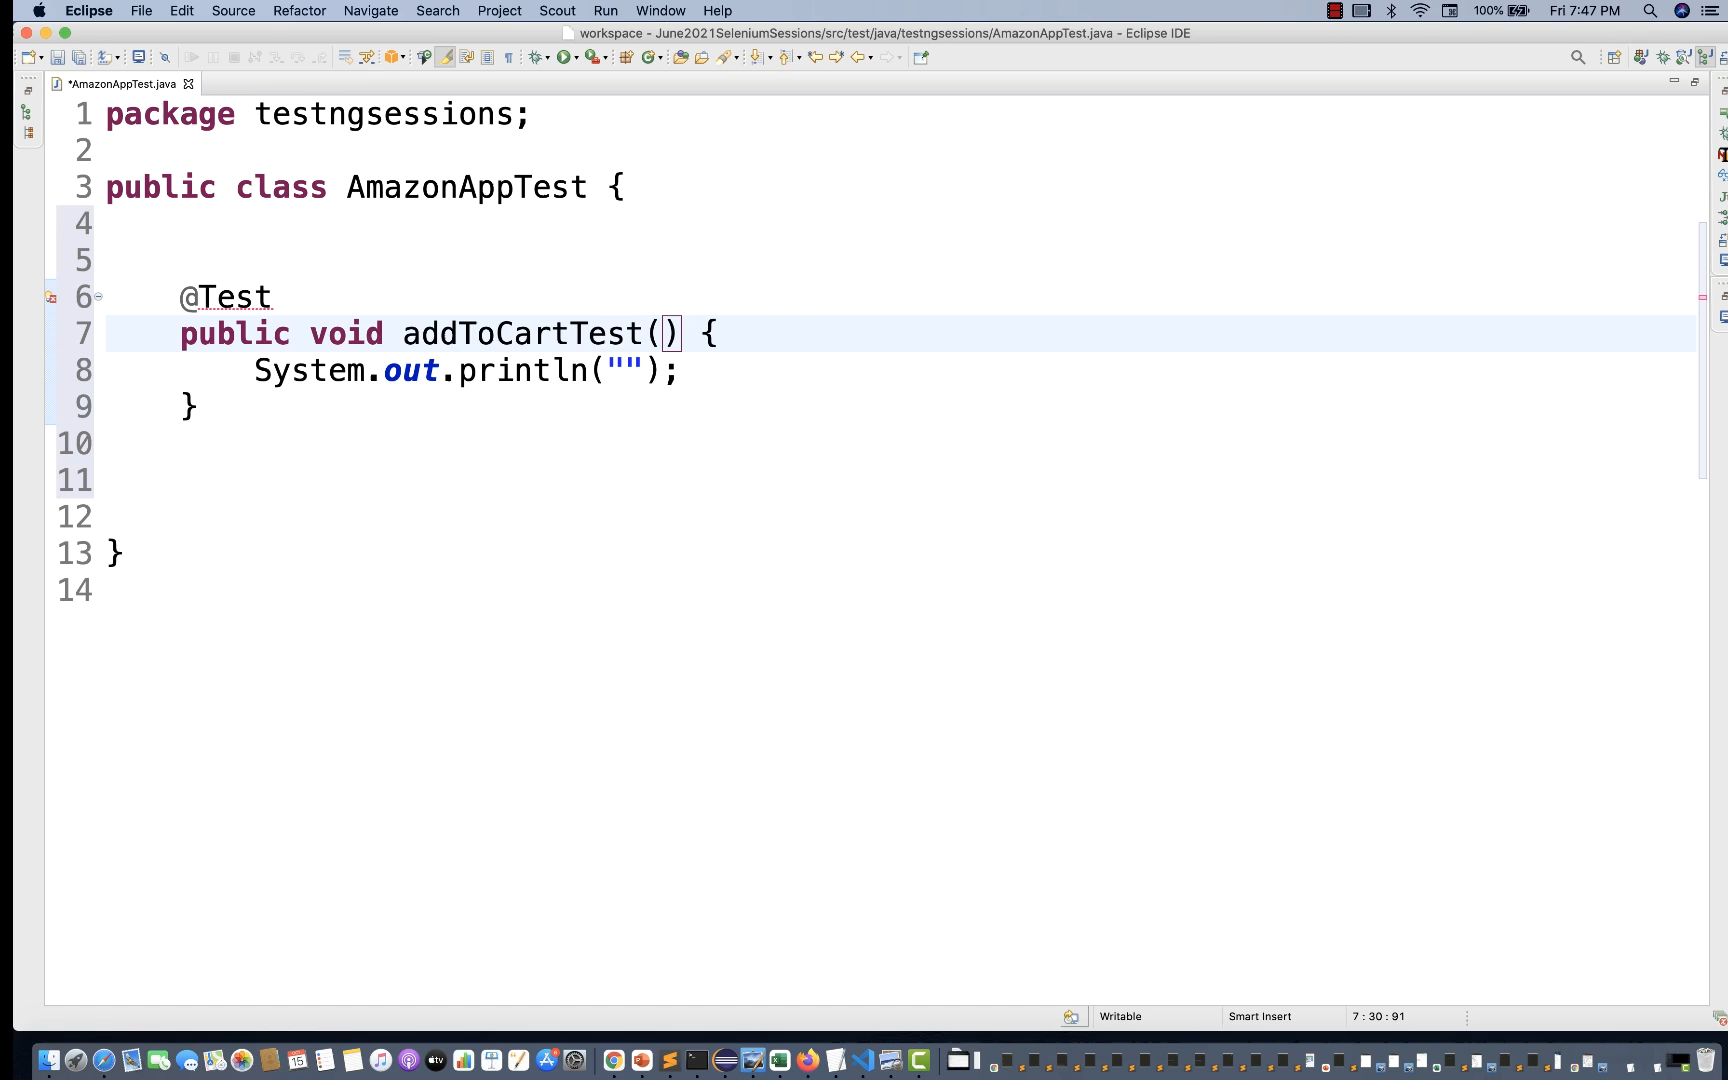 Eclipse File Edit Source Refactor Navigate Search Project Scout Run Window Help 100% Fri 7:47 PM
workspace - June2021SeleniumSessions/src/test/java/testngsessions/AmazonAppTest.java - Eclipse IDE
*AmazonAppTest.java
1 package testngsessions;
2
3 public class AmazonAppTest {
4
5
6 @Test
7 public void addToCartTest() {
8 System.out.println("");
9 }
10
11
12
13 }
14
Writable Smart Insert 7 : 30 : 91